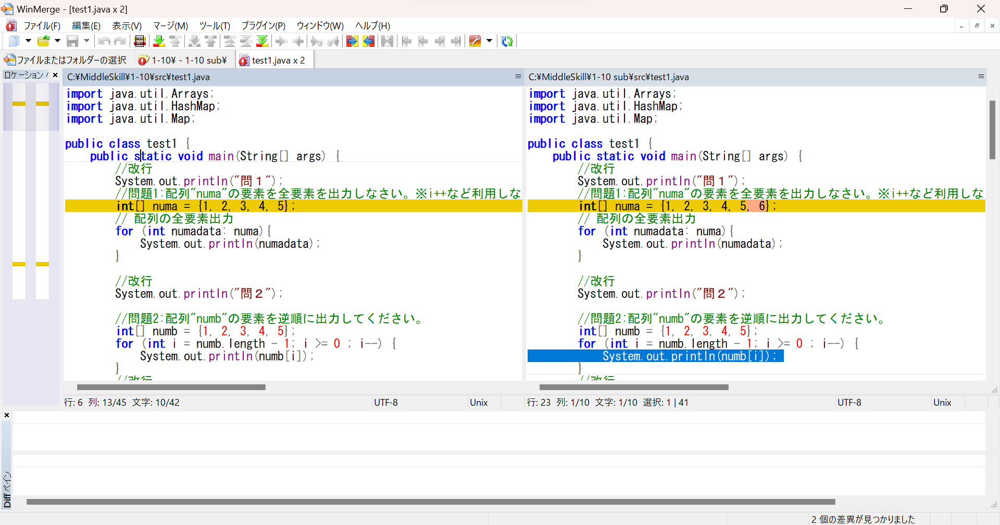 WinMerge - [test1.java x 2]
ファイル(F) 編集(E) 表示(V) マージ(M) ツール(T) プラグイン(P) ウィンドウ(W) ヘルプ(H)
ファイルまたはフォルダーの選択 1-10¥ - 1-10 sub¥ test1.java x 2
ロケーション
C:¥MiddleSkill¥1-10¥src¥test1.java
import java.util.Arrays;
import java.util.HashMap;
import java.util.Map;
public class test1 {
public static void main(String[] args) {
//改行
System.out.println("問１");
//問題1:配列"numa"の要素を全要素を出力しなさい。※i++など利用しな
int[] numa = {1, 2, 3, 4, 5};
// 配列の全要素出力
for (int numadata: numa){
System.out.println(numadata);
}
//改行
System.out.println("問２");
//問題2:配列"numb"の要素を逆順に出力してください。
int[] numb = {1, 2, 3, 4, 5};
for (int i = numb.length - 1; i >= 0 ; i--) {
System.out.println(numb[i]);
}
//改行
行: 6 列: 13/45 文字: 10/42 UTF-8 Unix
C:¥MiddleSkill¥1-10 sub¥src¥test1.java
import java.util.Arrays;
import java.util.HashMap;
import java.util.Map;
public class test1 {
public static void main(String[] args) {
//改行
System.out.println("問１");
//問題1:配列"numa"の要素を全要素を出力しなさい。※i++など利用しな
int[] numa = {1, 2, 3, 4, 5, 6};
// 配列の全要素出力
for (int numadata: numa){
System.out.println(numadata);
}
//改行
System.out.println("問２");
//問題2:配列"numb"の要素を逆順に出力してください。
int[] numb = {1, 2, 3, 4, 5};
for (int i = numb.length - 1; i >= 0 ; i--) {
System.out.println(numb[i]);
}
//改行
行: 23 列: 1/10 文字: 1/10 選択: 1 | 41 UTF-8 Unix
Diff ペイン
2 個の差異が見つかりました